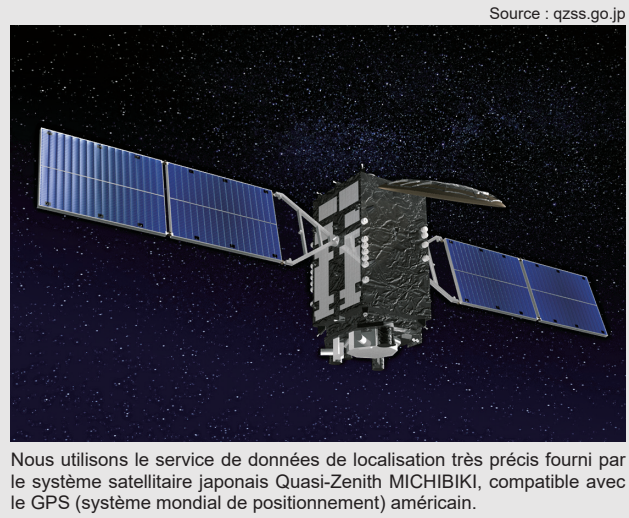 Source : qzss.go.jp
Nous utilisons le service de données de localisation très précis fourni par
le système satellitaire japonais Quasi-Zenith MICHIBIKI, compatible avec
le GPS (système mondial de positionnement) américain.